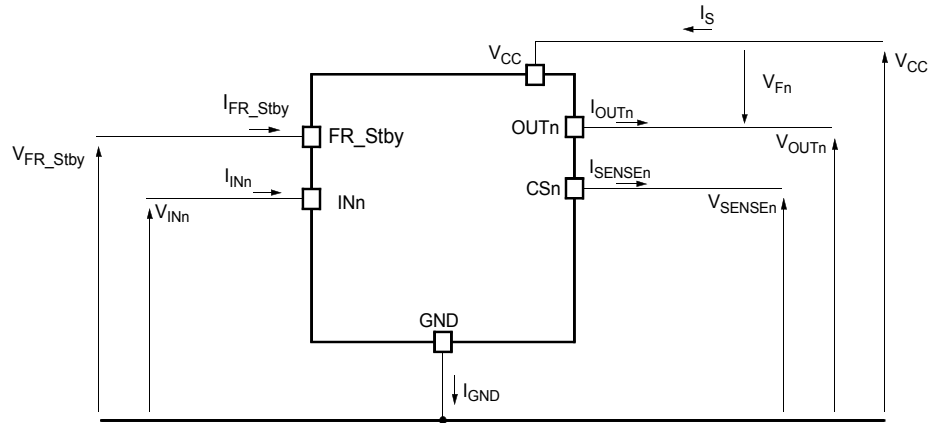 I_S
V_CC
V_CC
V_Fn
I_FR_Stby
I_OUTn
FR_Stby
OUTn
V_FR_Stby
V_OUTn
I_INn
I_SENSEn
INn
CSn
V_INn
V_SENSEn
GND
I_GND